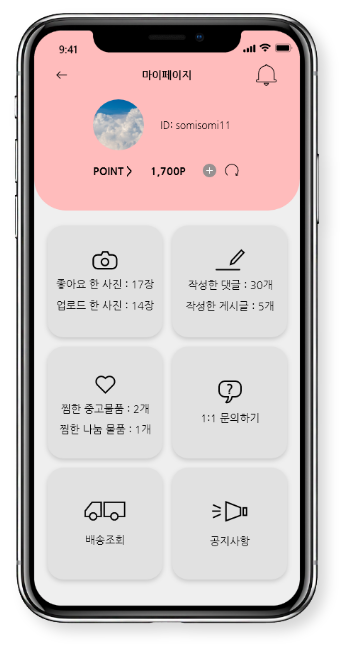 9:41
마이페이지
ID: somisomi11
POINT > 1,700P
좋아요 한 사진 : 17장
업로드 한 사진 : 14장
작성한 댓글 : 30개
작성한 게시글 : 5개
찜한 중고물품 : 2개
찜한 나눔 물품 : 1개
?
1:1 문의하기
배송조회
공지사항